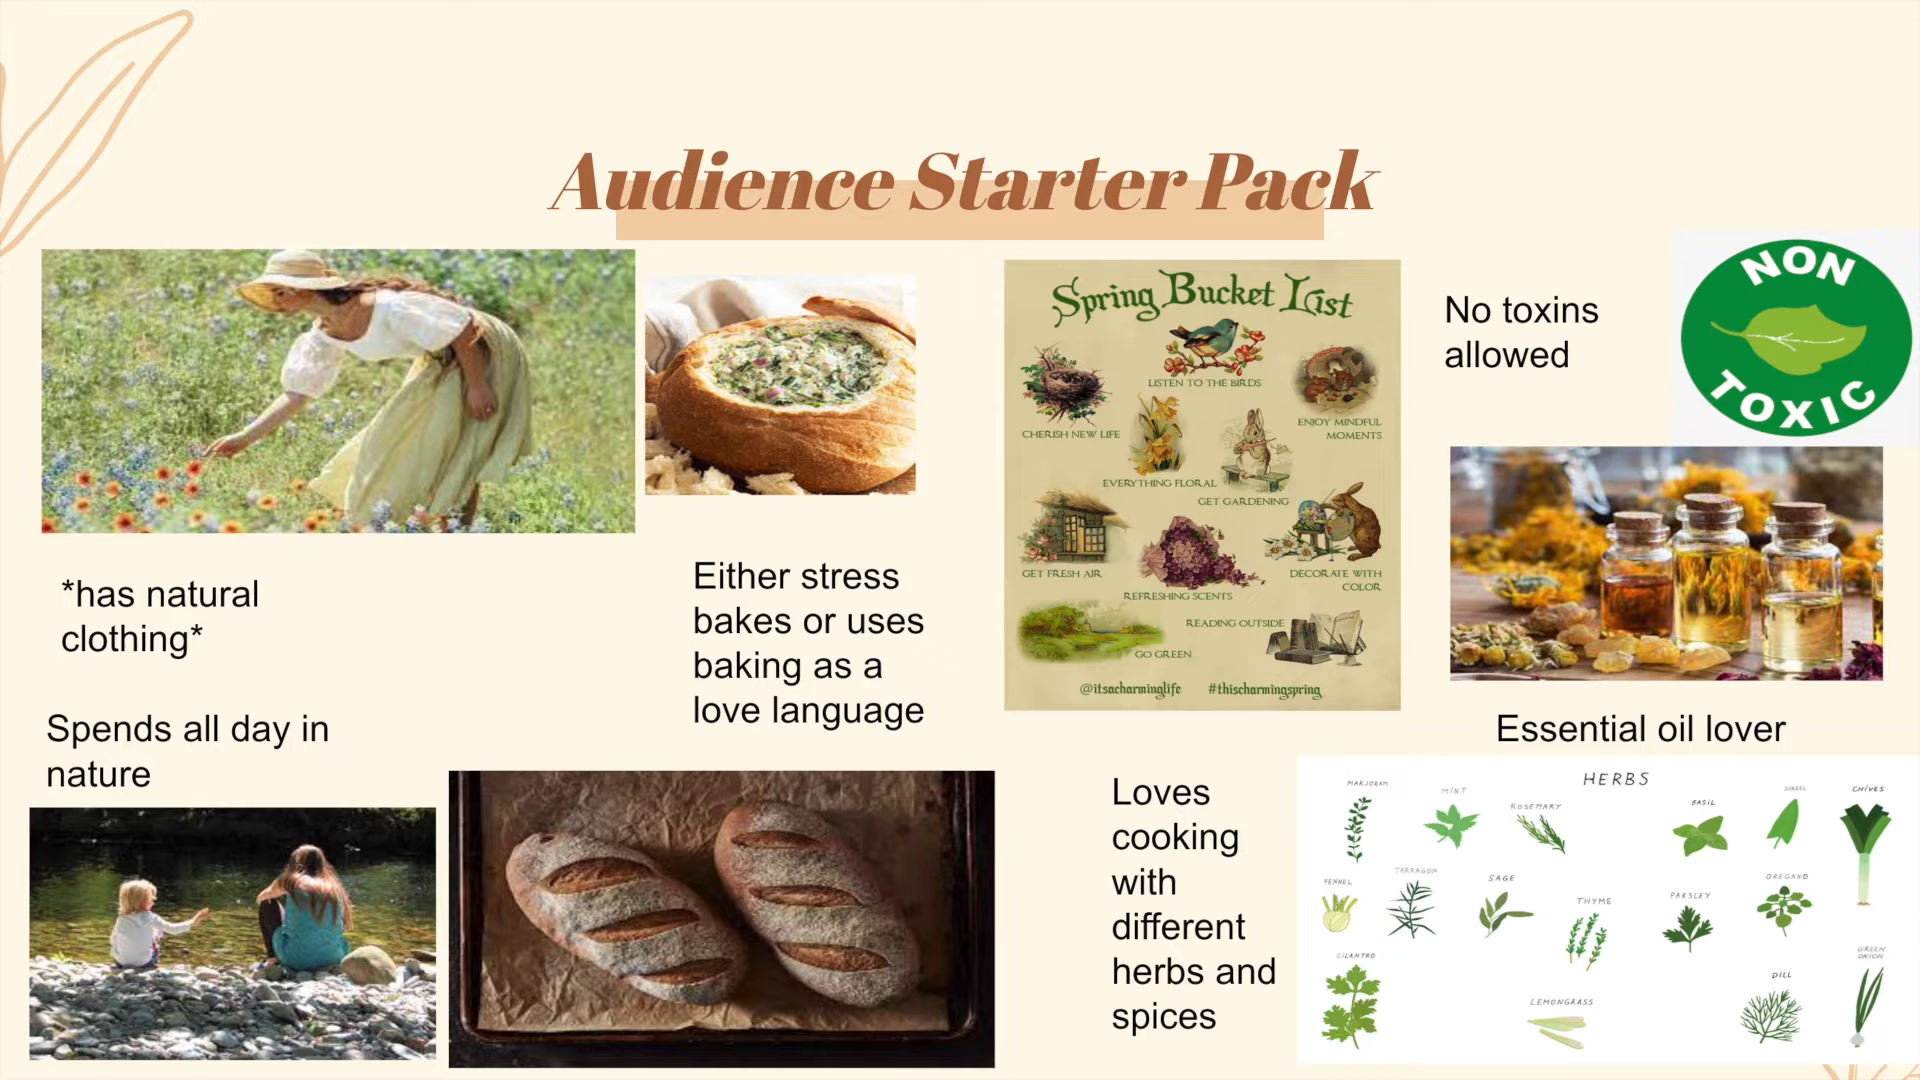 Audience Starter Pack
*has natural
clothing*
Spends all day in
nature
Either stress
bakes or uses
baking as a
love language
Spring Bucket List
LISTEN TO THE BIRDS
CHERISH NEW LIFE
ENJOY MINDFUL
MOMENTS
EVERYTHING FLORAL
GET GARDENING
GET FRESH AIR
DECORATE WITH
COLOR
REFRESHING SCENTS
READING OUTSIDE
GO GREEN
@itsacharminglife #thischarmingspring
No toxins
allowed
NON
TOXIC
Essential oil lover
Loves
cooking
with
different
herbs and
spices
HERBS
MARJORAM
MINT
ROSEMARY
BASIL
SORREL
CHIVES
FENNEL
TARRAGON
SAGE
THYME
PARSLEY
OREGANO
CILANTRO
LEMONGRASS
DILL
GREEN
ONION